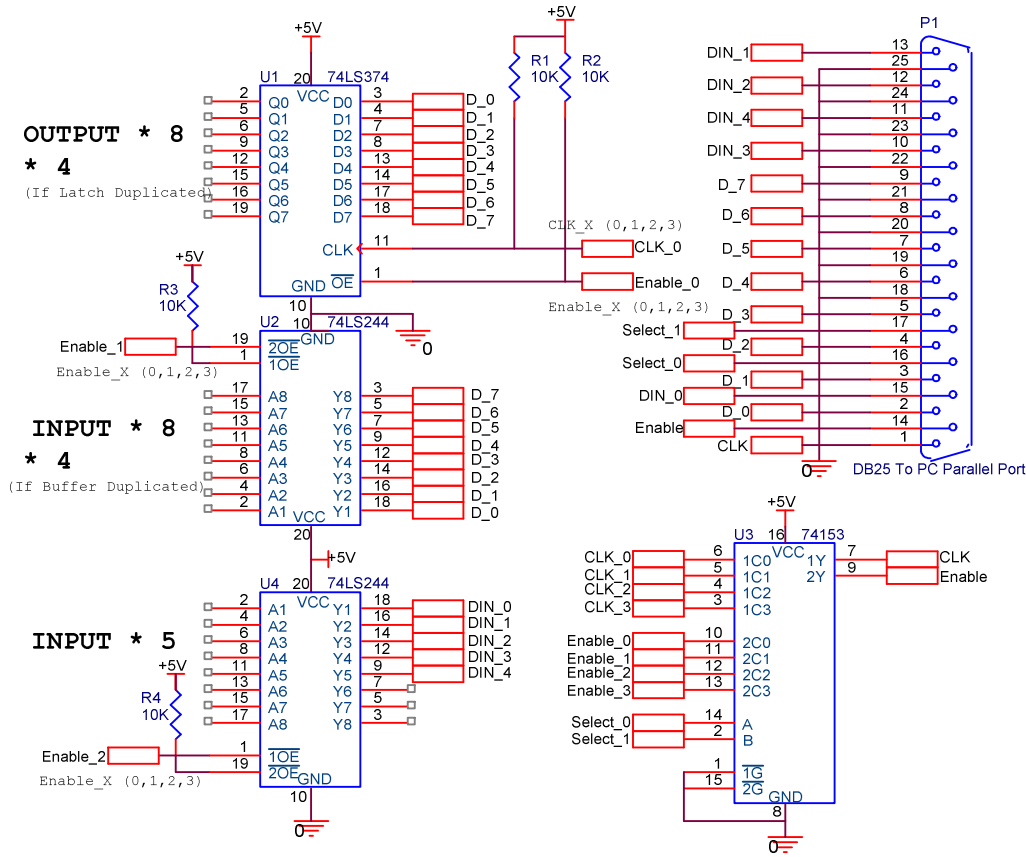 +5V
U1 74LS374
20
VCC
2 Q0 D0 3 D_0
5 Q1 D1 4 D_1
6 Q2 D2 7 D_2
9 Q3 D3 8 D_3
12 Q4 D4 13 D_4
15 Q5 D5 14 D_5
16 Q6 D6 17 D_6
19 Q7 D7 18 D_7
CLK 11
OE 1
GND
10
OUTPUT * 8
* 4
(If Latch Duplicated)
+5V
R1
10K
R2
10K
CLK_X (0,1,2,3)
CLK_0
Enable_0
Enable_X (0,1,2,3)
0
+5V
R3
10K
Enable_1
Enable_X (0,1,2,3)
U2 74LS244
10
GND
19 2OE
1 1OE
17 A8 Y8 3 D_7
15 A7 Y7 5 D_6
13 A6 Y6 7 D_5
11 A5 Y5 9 D_4
8 A4 Y4 12 D_3
6 A3 Y3 14 D_2
4 A2 Y2 16 D_1
2 A1 Y1 18 D_0
VCC
20
INPUT * 8
* 4
(If Buffer Duplicated)
+5V
U4 74LS244
20
VCC
2 A1 Y1 18 DIN_0
4 A2 Y2 16 DIN_1
6 A3 Y3 14 DIN_2
8 A4 Y4 12 DIN_3
11 A5 Y5 9 DIN_4
13 A6 Y6 7
15 A7 Y7 5
17 A8 Y8 3
1 1OE
19 2OE
GND
10
0
INPUT * 5
+5V
R4
10K
Enable_2
Enable_X (0,1,2,3)
P1
DIN_1 13
25
DIN_2 12
24
DIN_4 11
23
DIN_3 10
22
D_7 9
21
D_6 8
20
D_5 7
19
D_4 6
18
D_3 5
Select_1 17
D_2 4
Select_0 16
D_1 3
DIN_0 15
D_0 2
Enable 14
CLK 1
0
DB25 To PC Parallel Port
+5V
U3 74153
16
VCC
CLK_0 6 1C0 1Y 7 CLK
CLK_1 5 1C1 2Y 9 Enable
CLK_2 4 1C2
CLK_3 3 1C3
Enable_0 10 2C0
Enable_1 11 2C1
Enable_2 12 2C2
Enable_3 13 2C3
Select_0 14 A
Select_1 2 B
1 1G
15 2G
GND
8
0